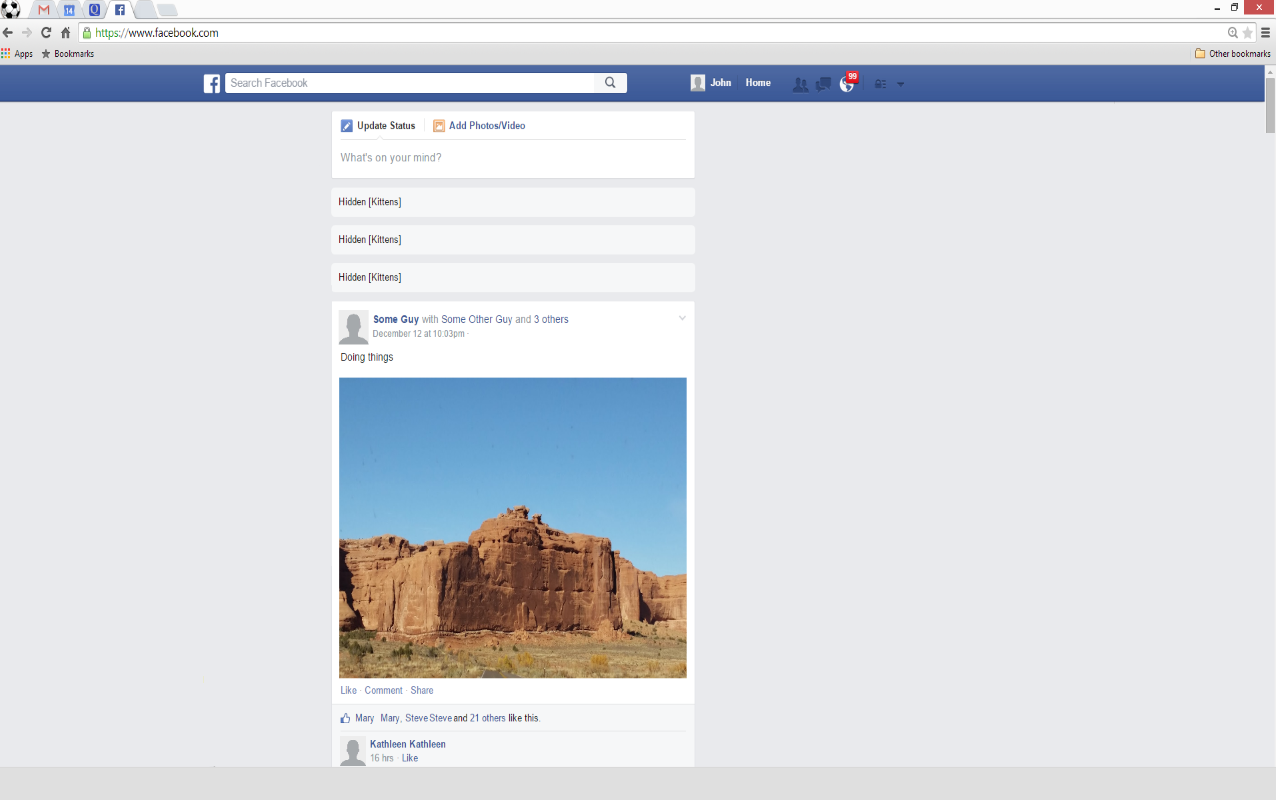 14
https://www.facebook.com
Apps Bookmarks Other bookmarks
Search Facebook John Home 99
Update Status Add Photos/Video
What's on your mind?
Hidden [Kittens]
Hidden [Kittens]
Hidden [Kittens]
Some Guy with Some Other Guy and 3 others
December 12 at 10:03pm ·
Doing things
Like · Comment · Share
Mary Mary, Steve Steve and 21 others like this.
Kathleen Kathleen
16 hrs · Like